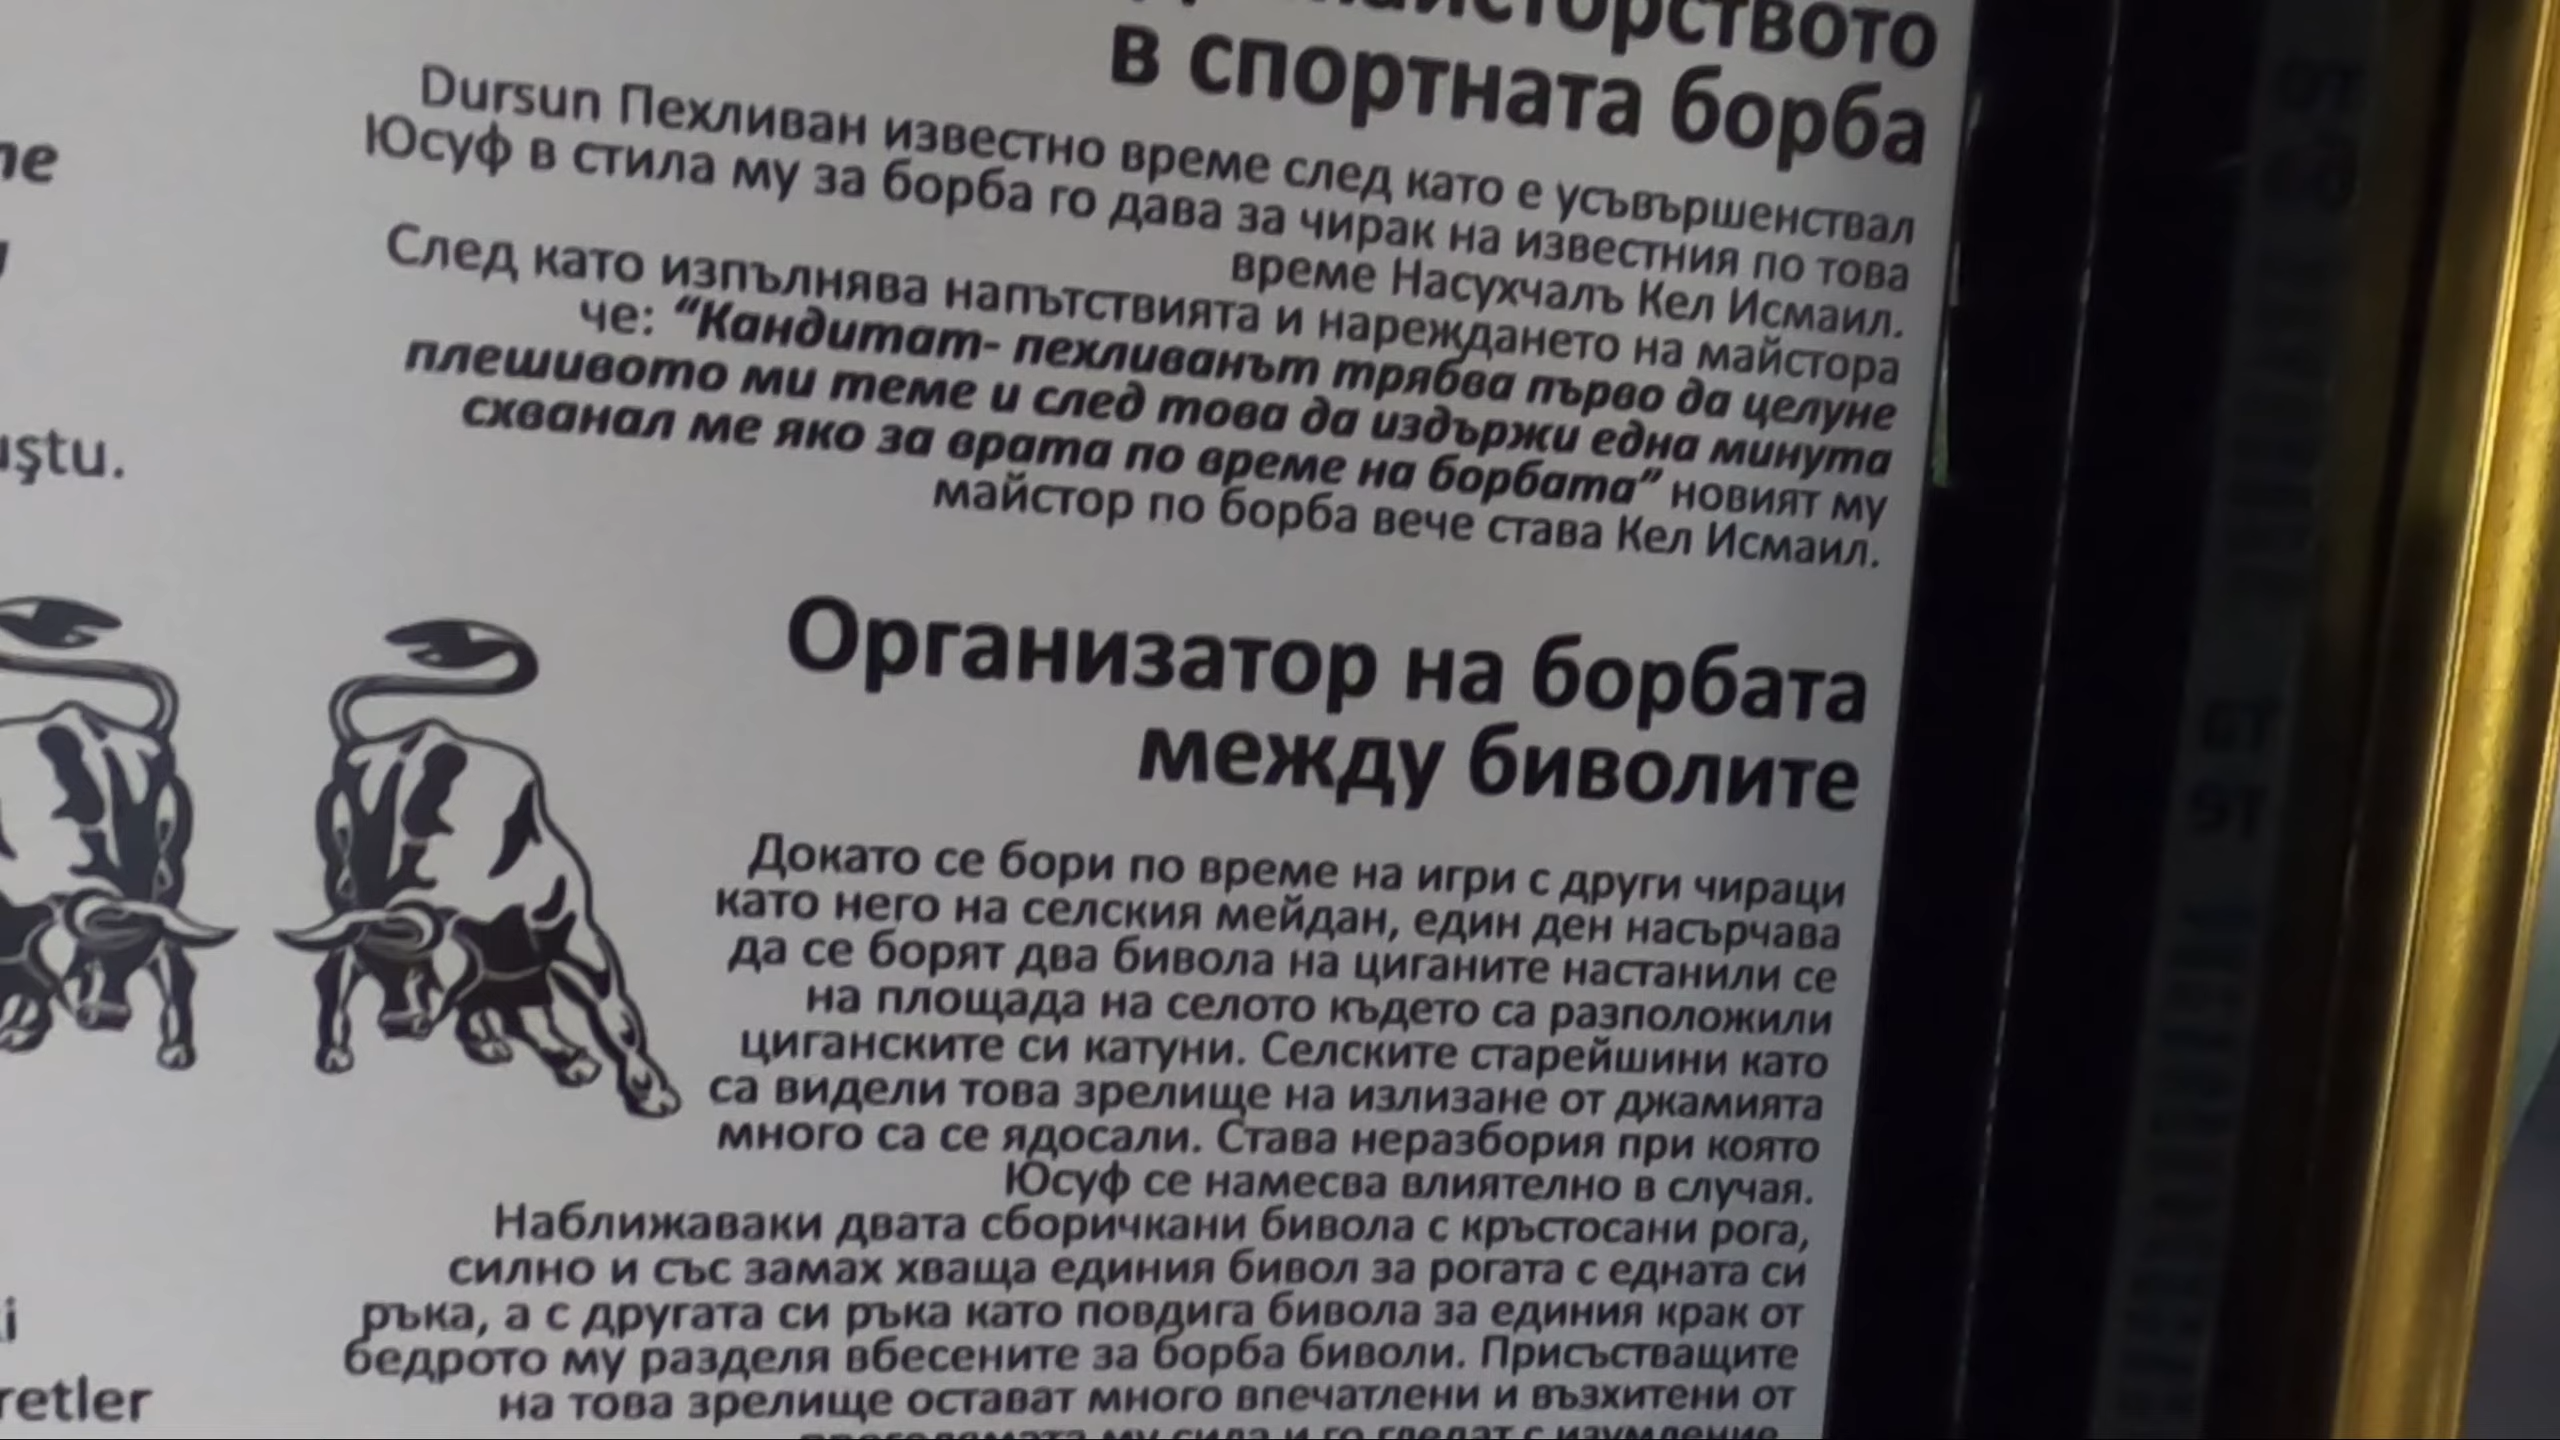 в спортната борба
Dursun Пехливан известно време след като е усъвършенствал
Юсуф в стила му за борба го дава за чирак на известния по това
време Насухчалъ Кел Исмаил.
След като изпълнява напътствията и нареждането на майстора
че: “Кандитат- пехливанът трябва първо да целуне
плешивото ми теме и след това да издържи една минута
схванал ме яко за врата по време на борбата” новият му
майстор по борба вече става Кел Исмаил.
Организатор на борбата
между биволите
Докато се бори по време на игри с други чираци
като него на селския мейдан, един ден насърчава
да се борят два бивола на циганите настанили се
на площада на селото където са разположили
циганските си катуни. Селските старейшини като
са видели това зрелище на излизане от джамията
много са се ядосали. Става неразбория при която
Юсуф се намесва влиятелно в случая.
Наближаваки двата сборичкани бивола с кръстосани рога,
силно и със замах хваща единия бивол за рогата с едната си
ръка, а с другата си ръка като повдига бивола за единия крак от
бедрото му разделя вбесените за борба биволи. Присъстващите
на това зрелище остават много впечатлени и възхитени от
му сила и го гледат с изумление